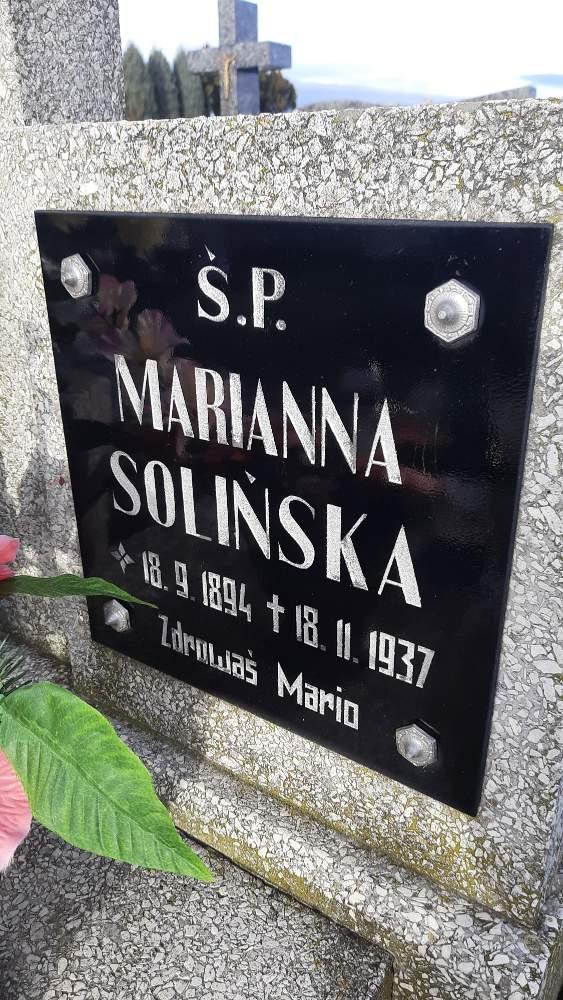 Ś.P.
MARIANNA
SOLIŃSKA
18.9.1894 ✝ 18.11.1937
Zdrowaś Mario